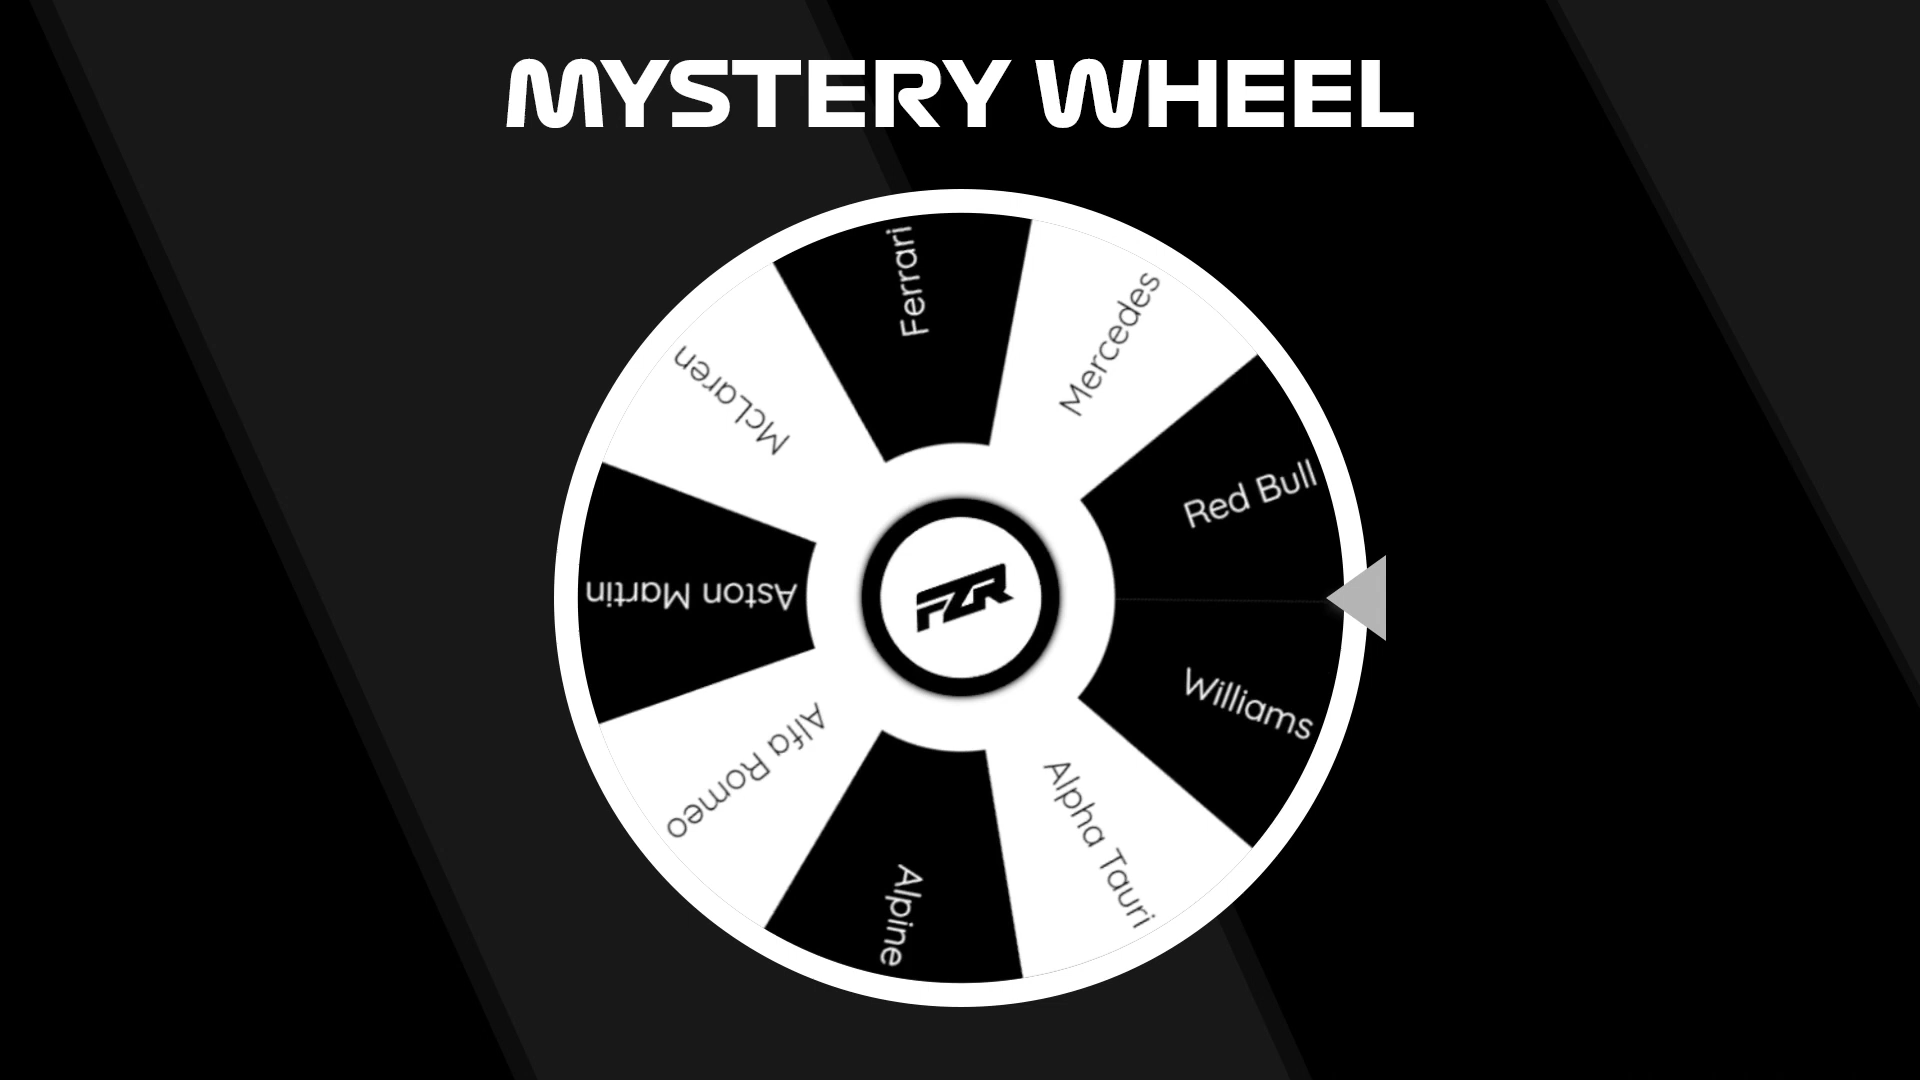 MYSTERY WHEEL
Ferrari
Mercedes
Red Bull
Williams
Alpha Tauri
Alpine
Alfa Romeo
Aston Martin
McLaren
FZR